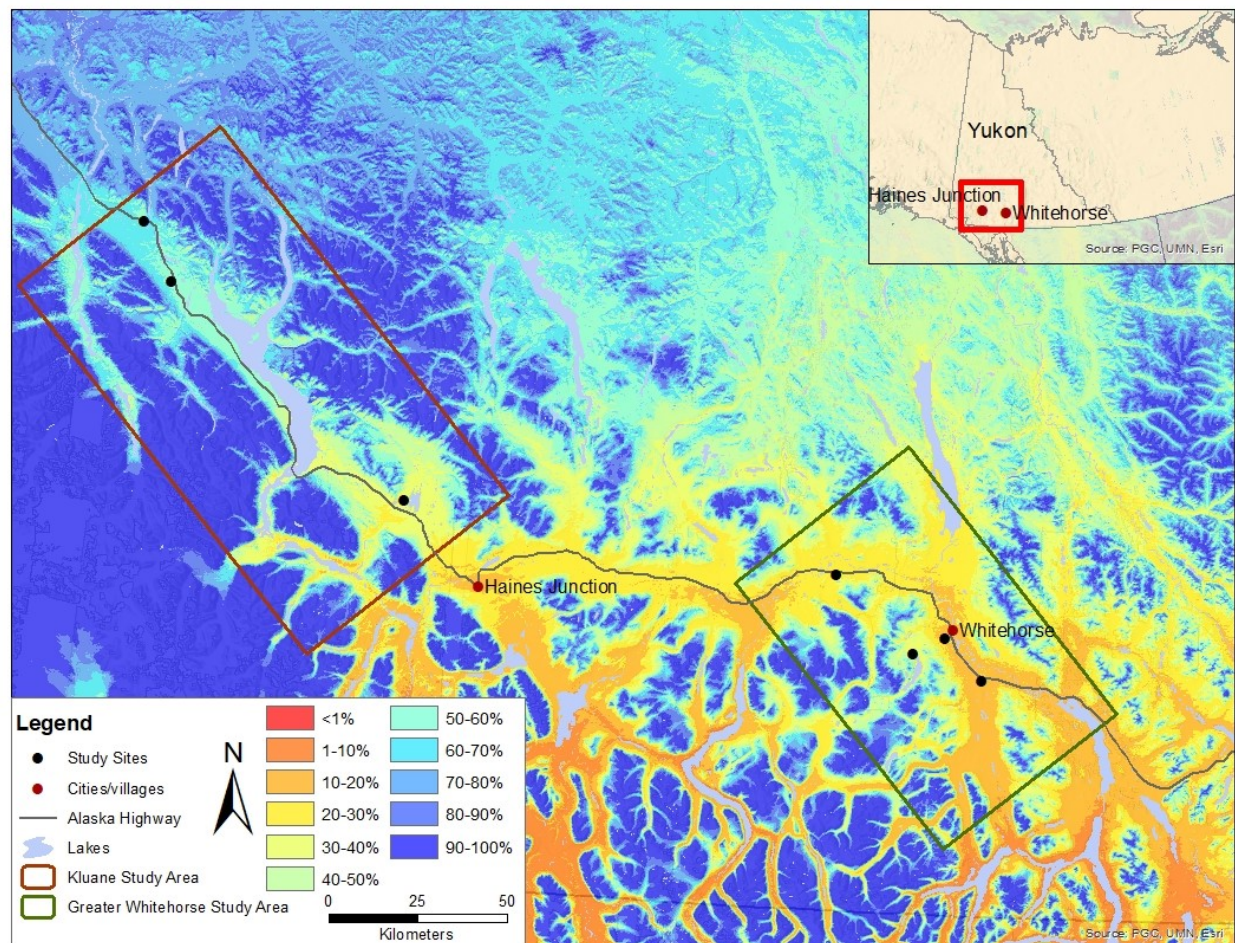 Yukon
Haines Junction
Whitehorse
Source: PGC, UMN, Esri
Haines Junction
Whitehorse
Legend
Study Sites
Cities/villages
Alaska Highway
Lakes
Kluane Study Area
Greater Whitehorse Study Area
N
<1%
1-10%
10-20%
20-30%
30-40%
40-50%
50-60%
60-70%
70-80%
80-90%
90-100%
0 25 50
Kilometers
Source: PGC, UMN, Esri